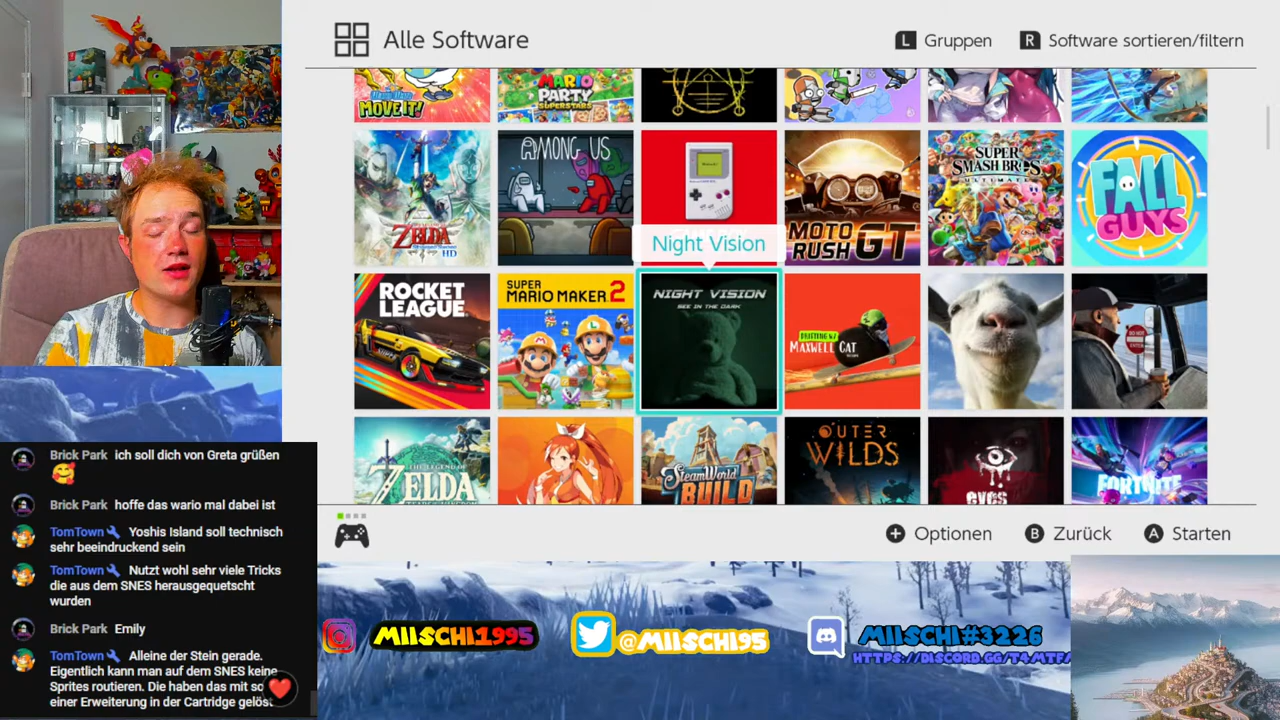 Alle Software
L Gruppen
R Software sortieren/filtern
MOVE IT!
MARIO
PARTY
SUPERSTARS
ZELDA
HD
AMONG US
Nintendo
MOTO
RUSH GT
SUPER
SMASH BROS.
ULTIMATE
FALL
GUYS
Night Vision
ROCKET
LEAGUE
SUPER
MARIO MAKER 2
NIGHT VISION
SEE IN THE DARK
MAXWELL CAT
THE LEGEND OF
ZELDA
STEAMWORLD
BUILD
OUTER
WILDS
eyes
FORTNITE
+ Optionen
B Zurück
A Starten
Brick Park ich soll dich von Greta grüßen
Brick Park hoffe das wario mal dabei ist
TomTown Yoshis Island soll technisch
sehr beeindruckend sein
TomTown Nutzt wohl sehr viele Tricks
die aus dem SNES herausgequetscht
wurden
Brick Park Emily
TomTown Alleine der Stein gerade.
Eigentlich kann man auf dem SNES keine
Sprites routieren. Die haben das mit so
einer Erweiterung in der Cartridge gelöst
MIISCHI1995
@MIISCHI95
MIISCHI#3226